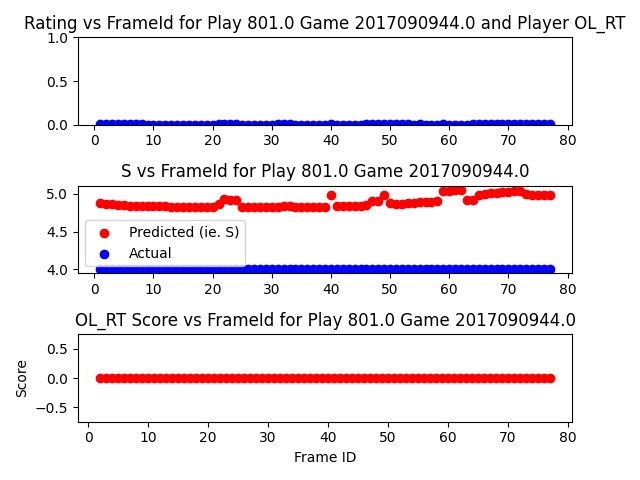 Rating vs FrameId for Play 801.0 Game 2017090944.0 and Player OL_RT
1.0
0.5
0.0
0 10 20 30 40 50 60 70 80
S vs FrameId for Play 801.0 Game 2017090944.0
5.0
4.5
4.0
Predicted (ie. S)
Actual
0 10 20 30 40 50 60 70 80
OL_RT Score vs FrameId for Play 801.0 Game 2017090944.0
Score
0.5
0.0
−0.5
0 10 20 30 40 50 60 70 80
Frame ID